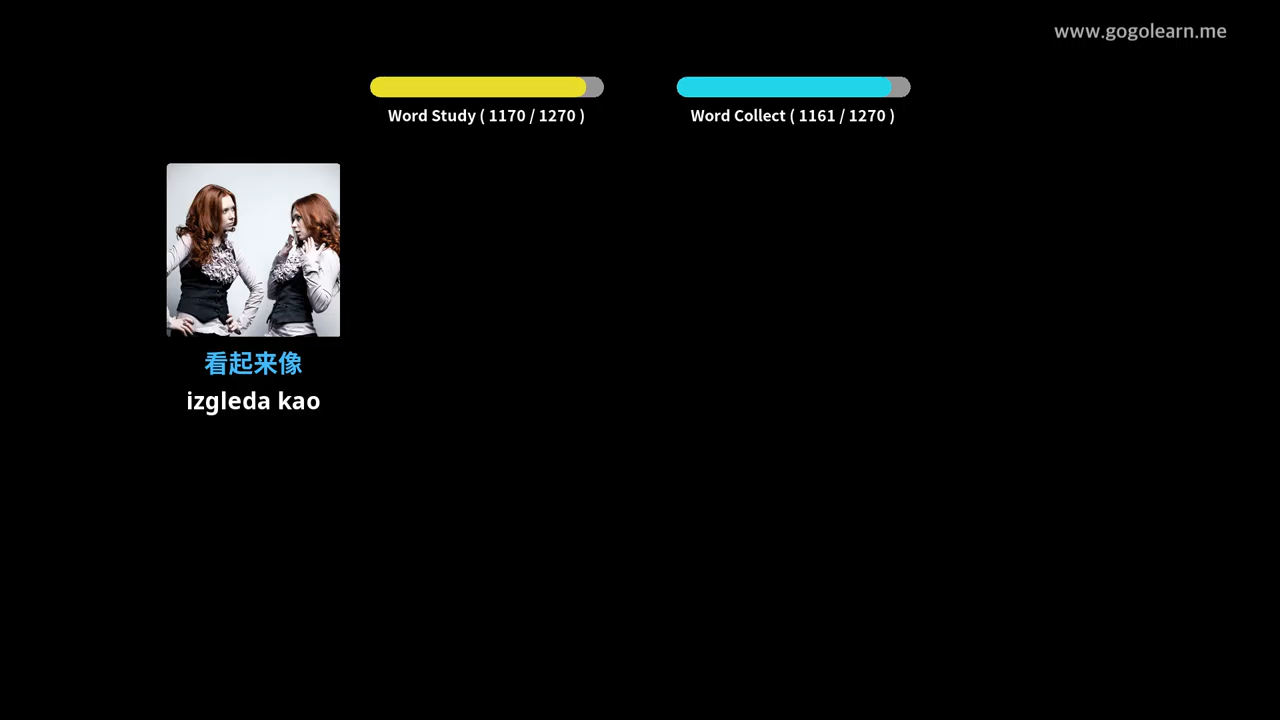 www.gogolearn.me
Word Study ( 1170 / 1270 )
Word Collect ( 1161 / 1270 )
看起来像
izgleda kao